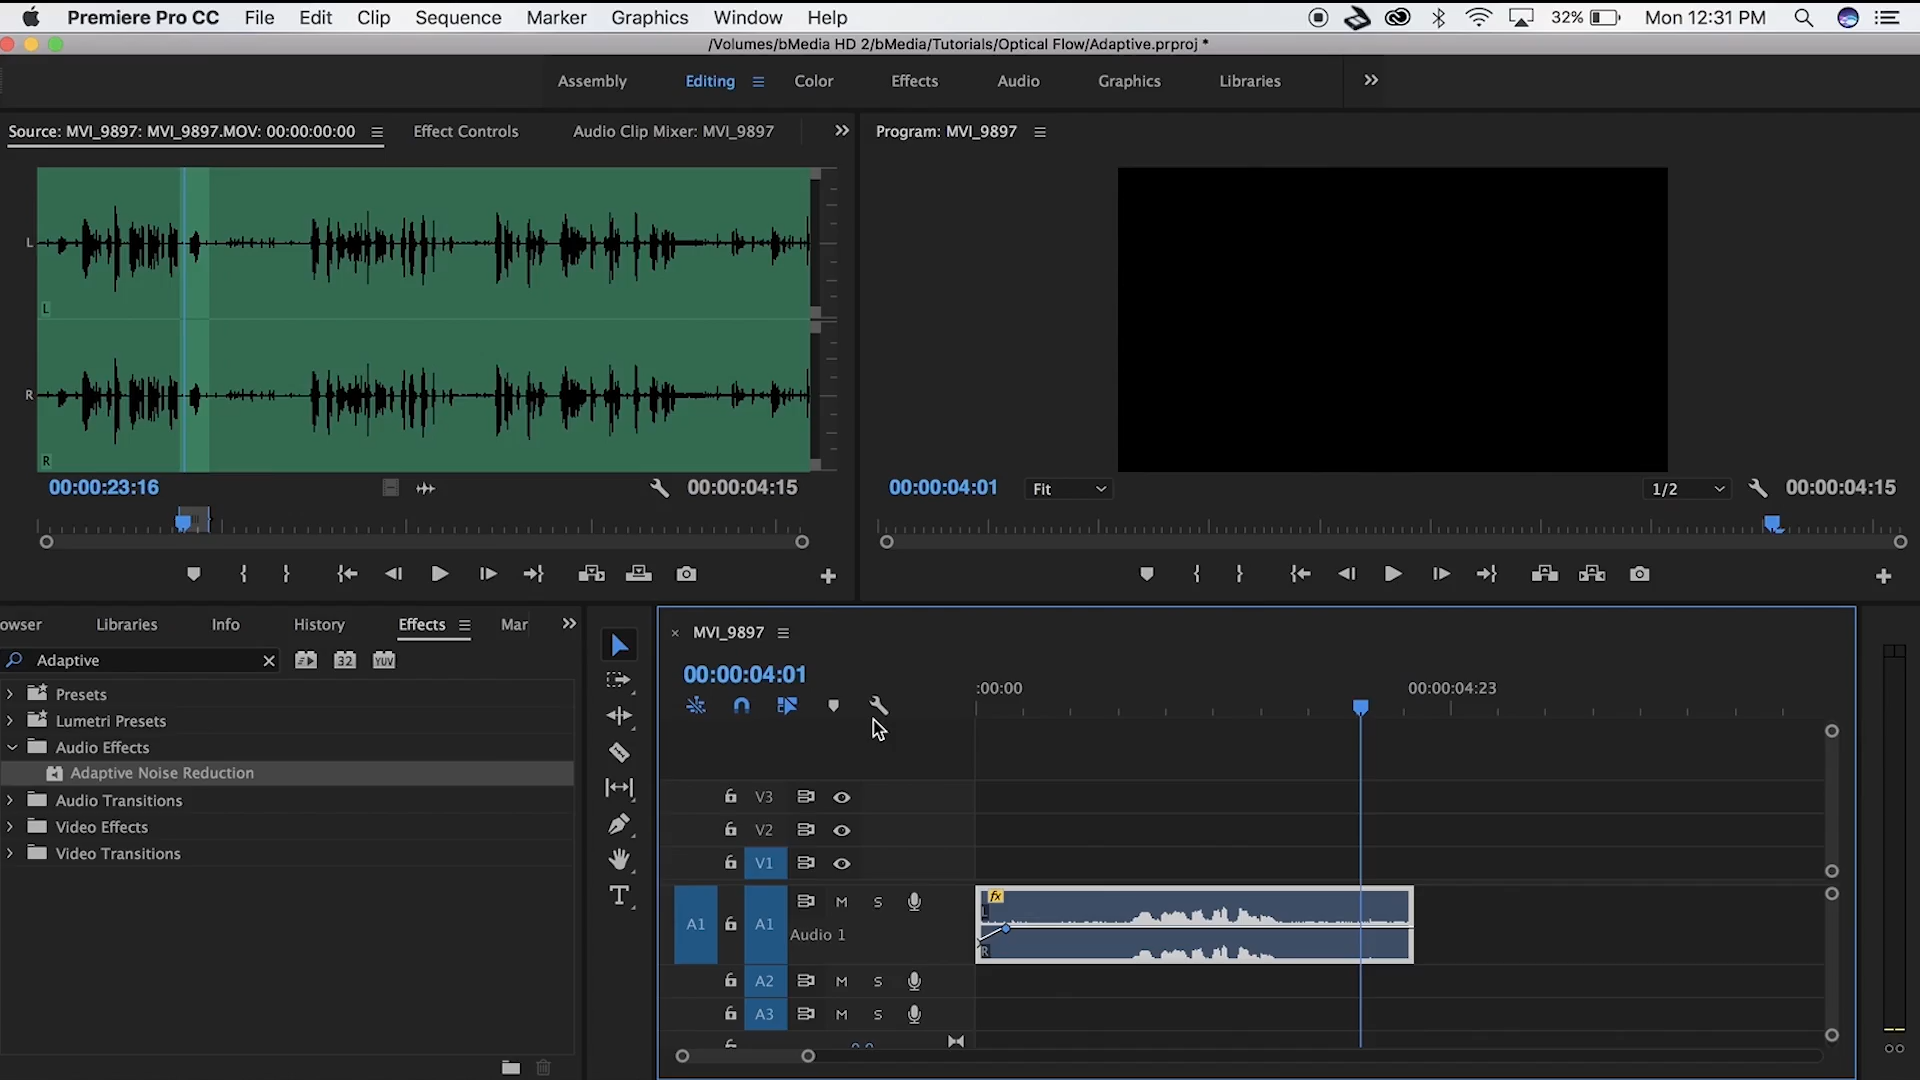 Premiere Pro CC File Edit Clip Sequence Marker Graphics Window Help 32% Mon 12:31 PM
/Volumes/bMedia HD 2/bMedia/Tutorials/Optical Flow/Adaptive.prproj *
Assembly Editing Color Effects Audio Graphics Libraries
Source: MVI_9897: MVI_9897.MOV: 00:00:00:00 Effect Controls Audio Clip Mixer: MVI_9897
Program: MVI_9897
L
L
R
R
00:00:23:16 00:00:04:15
00:00:04:01 Fit 1/2 00:00:04:15
owser Libraries Info History Effects Mar
Adaptive 32 YUV
Presets
Lumetri Presets
Audio Effects
Adaptive Noise Reduction
Audio Transitions
Video Effects
Video Transitions
T
× MVI_9897
00:00:04:01
:00:00 00:00:04:23
V3
V2
V1
A1 A1 M S
Audio 1
fx
L
R
A2 M S
A3 M S